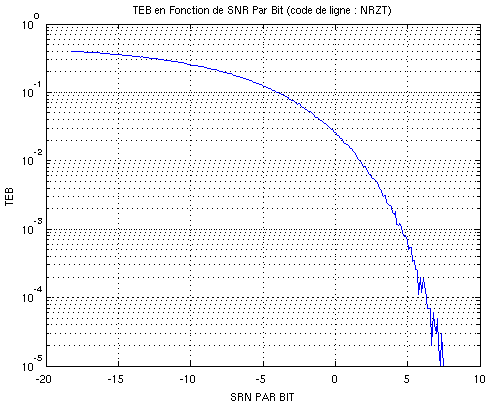 TEB en Fonction de SNR Par Bit (code de ligne : NRZT)
10^0
10^-1
10^-2
10^-3
10^-4
10^-5
TEB
-20 -15 -10 -5 0 5 10
SRN PAR BIT